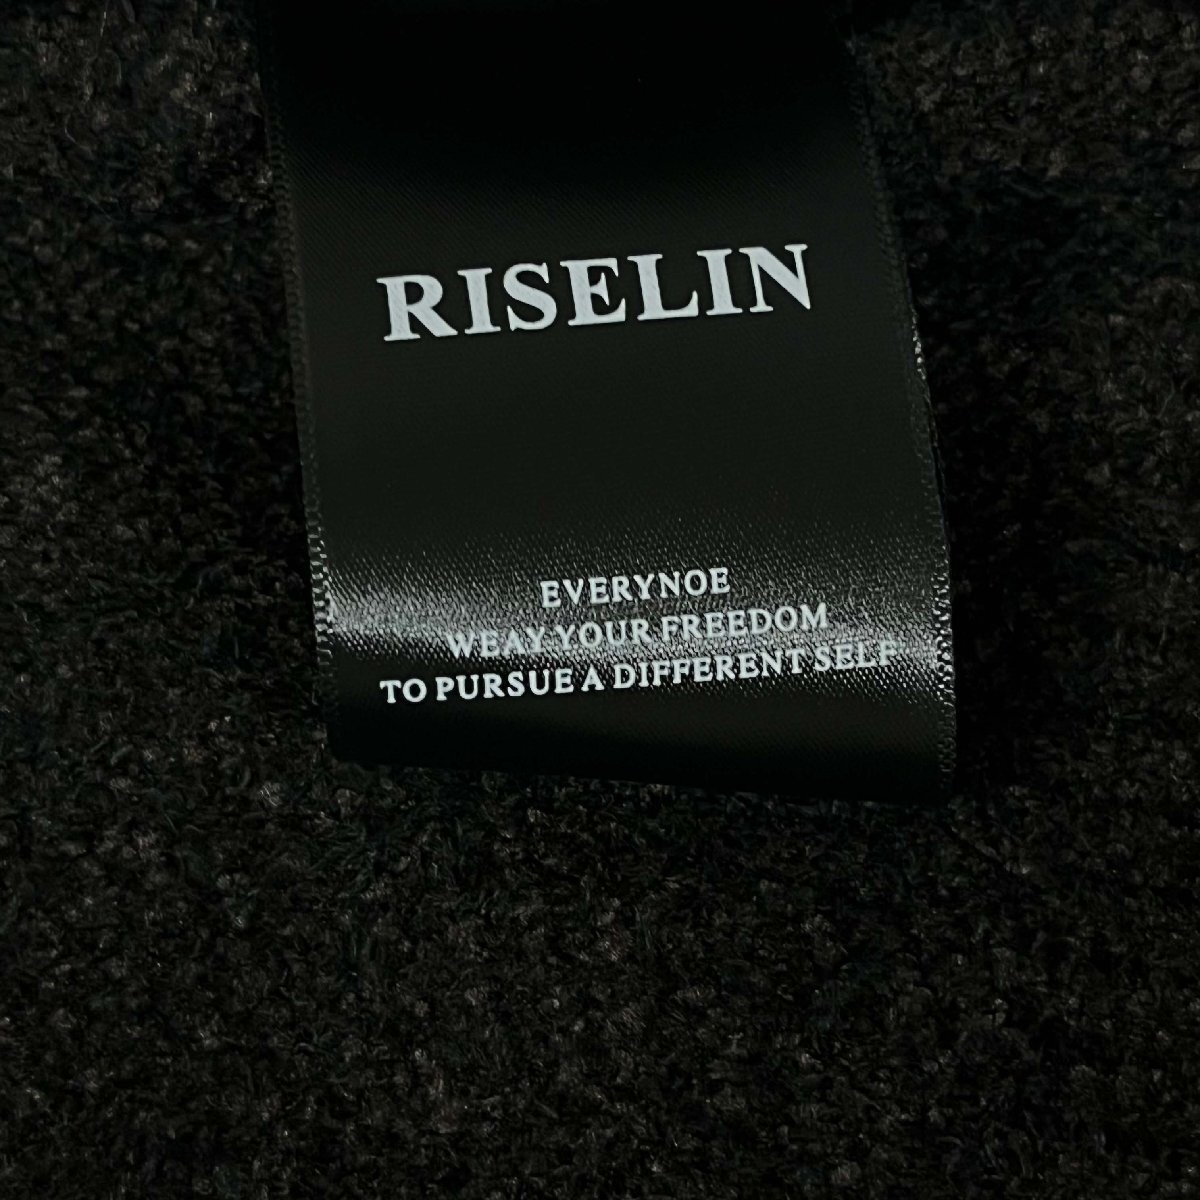 RISELIN
EVERYNOE
WEAY YOUR FREEDOM
TO PURSUE A DIFFERENT SELF